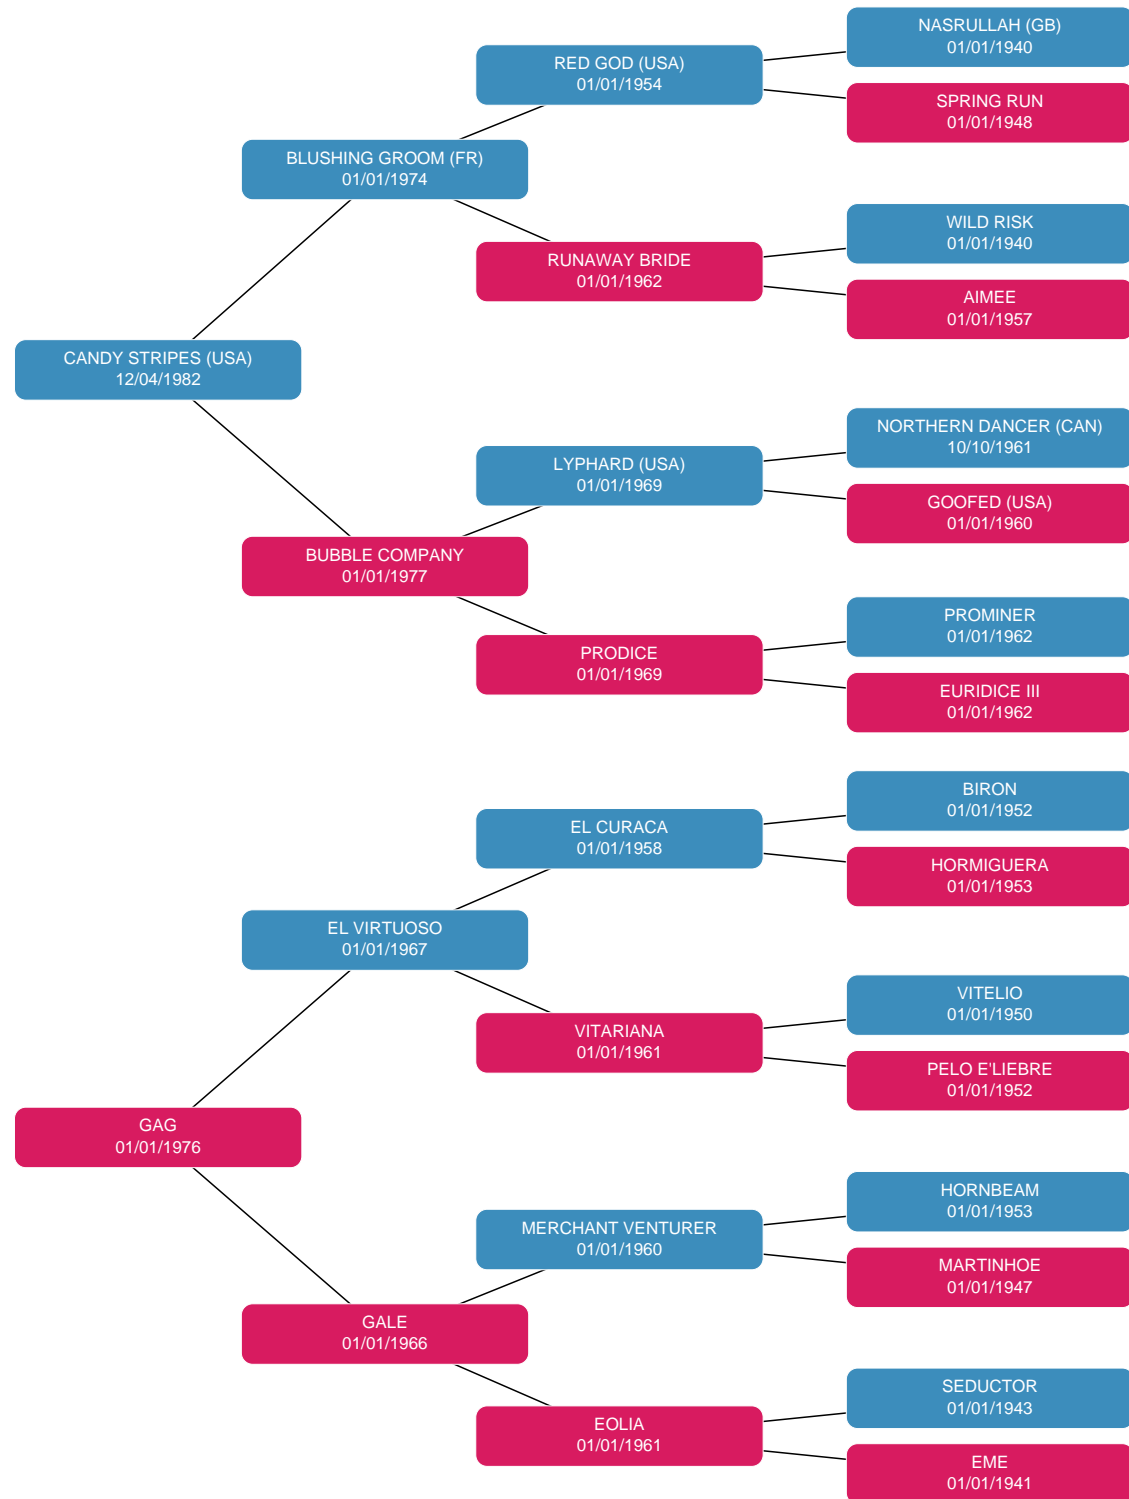 NASRULLAH (GB)
01/01/1940
RED GOD (USA)
01/01/1954
SPRING RUN
01/01/1948
BLUSHING GROOM (FR)
01/01/1974
WILD RISK
01/01/1940
RUNAWAY BRIDE
01/01/1962
AIMEE
01/01/1957
CANDY STRIPES (USA)
12/04/1982
NORTHERN DANCER (CAN)
10/10/1961
LYPHARD (USA)
01/01/1969
GOOFED (USA)
01/01/1960
BUBBLE COMPANY
01/01/1977
PROMINER
01/01/1962
PRODICE
01/01/1969
EURIDICE III
01/01/1962
BIRON
01/01/1952
EL CURACA
01/01/1958
HORMIGUERA
01/01/1953
EL VIRTUOSO
01/01/1967
VITELIO
01/01/1950
VITARIANA
01/01/1961
PELO E'LIEBRE
01/01/1952
GAG
01/01/1976
HORNBEAM
01/01/1953
MERCHANT VENTURER
01/01/1960
MARTINHOE
01/01/1947
GALE
01/01/1966
SEDUCTOR
01/01/1943
EOLIA
01/01/1961
EME
01/01/1941